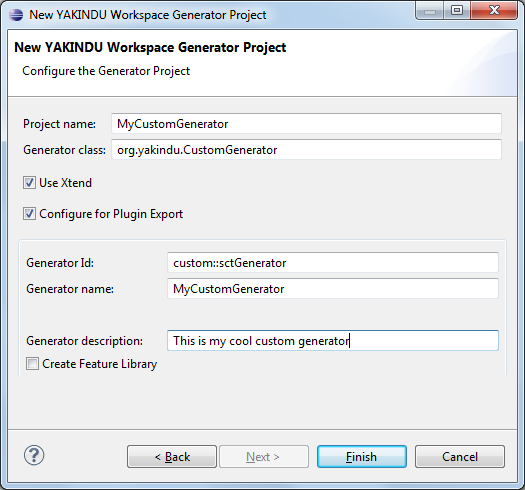 New YAKINDU Workspace Generator Project
New YAKINDU Workspace Generator Project
Configure the Generator Project
Project name: MyCustomGenerator
Generator class: org.yakindu.CustomGenerator
Use Xtend
Configure for Plugin Export
Generator Id: custom::sctGenerator
Generator name: MyCustomGenerator
Generator description: This is my cool custom generator
Create Feature Library
? < Back Next > Finish Cancel